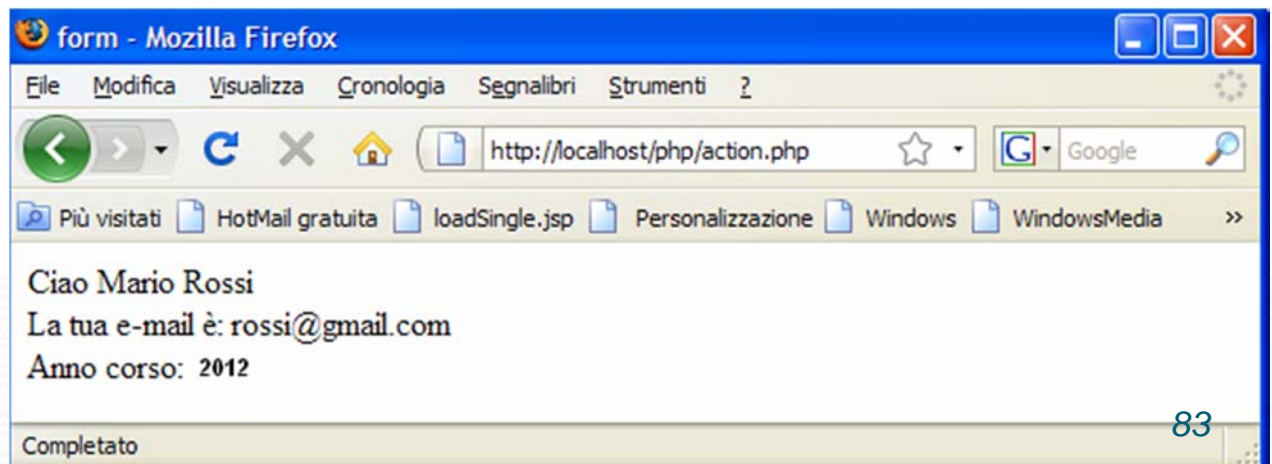 form - Mozilla Firefox
File Modifica Visualizza Cronologia Segnalibri Strumenti ?
http://localhost/php/action.php G Google
Più visitati HotMail gratuita loadSingle.jsp Personalizzazione Windows WindowsMedia »
Ciao Mario Rossi
La tua e-mail è: rossi@gmail.com
Anno corso: 2012
83
Completato